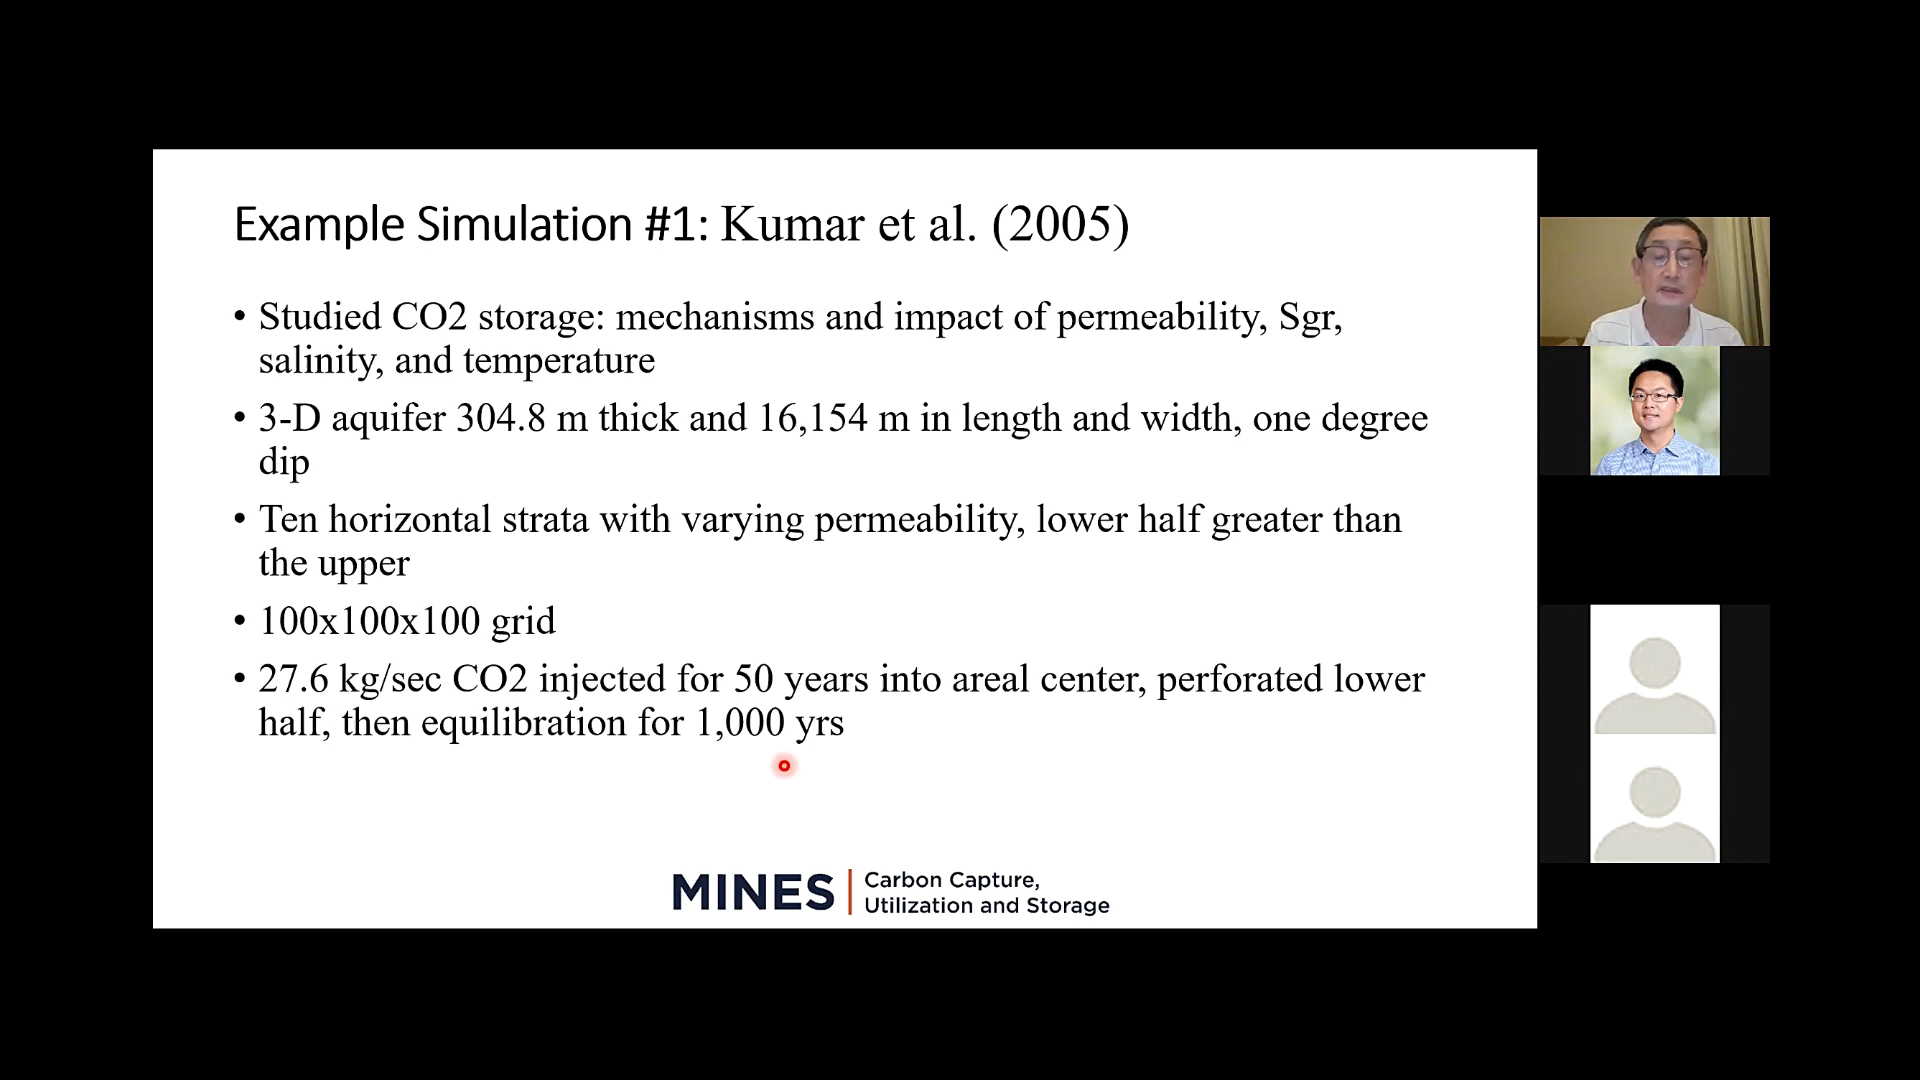 Example Simulation #1: Kumar et al. (2005)
• Studied CO2 storage: mechanisms and impact of permeability, Sgr,
salinity, and temperature
• 3-D aquifer 304.8 m thick and 16,154 m in length and width, one degree
dip
• Ten horizontal strata with varying permeability, lower half greater than
the upper
• 100x100x100 grid
• 27.6 kg/sec CO2 injected for 50 years into areal center, perforated lower
half, then equilibration for 1,000 yrs
MINES
Carbon Capture,
Utilization and Storage